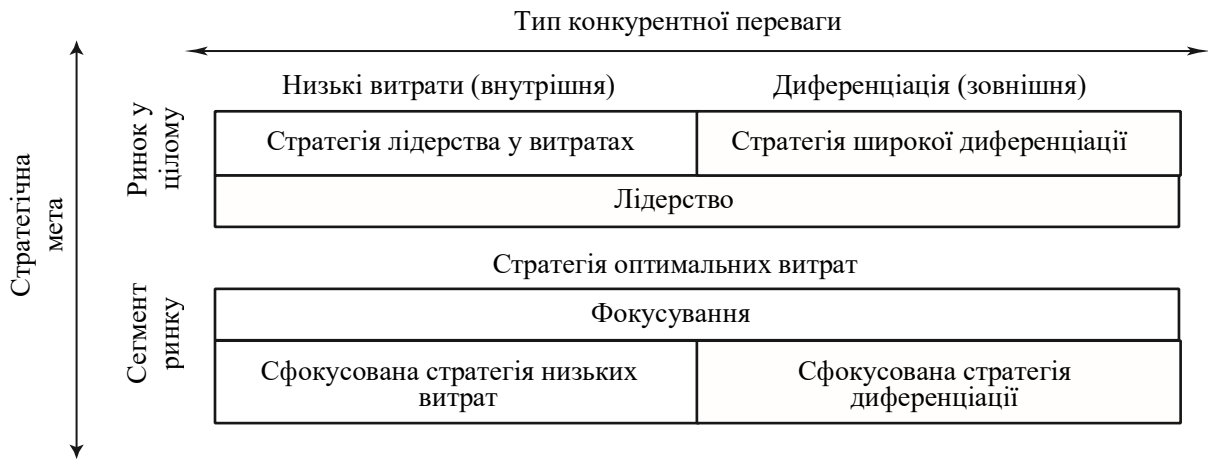 Тип конкурентної переваги
Низькі витрати (внутрішня)
Диференціація (зовнішня)
Стратегічна
мета
Ринок у
цілому
Стратегія лідерства у витратах
Стратегія широкої диференціації
Лідерство
Стратегія оптимальних витрат
Сегмент
ринку
Фокусування
Сфокусована стратегія низьких
витрат
Сфокусована стратегія
диференціації